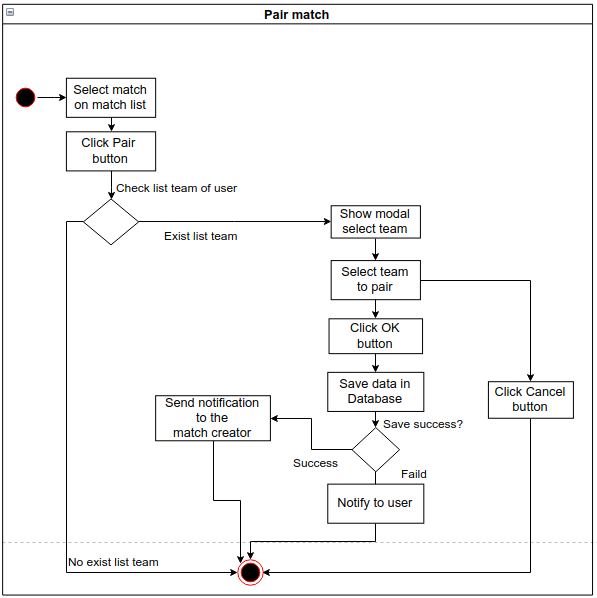 Pair match
Select match
on match list
Click Pair
button
Check list team of user
Exist list team
Show modal
select team
Select team
to pair
Click OK
button
Save data in
Database
Click Cancel
button
Send notification
to the
match creator
Save success?
Success
Faild
Notify to user
No exist list team